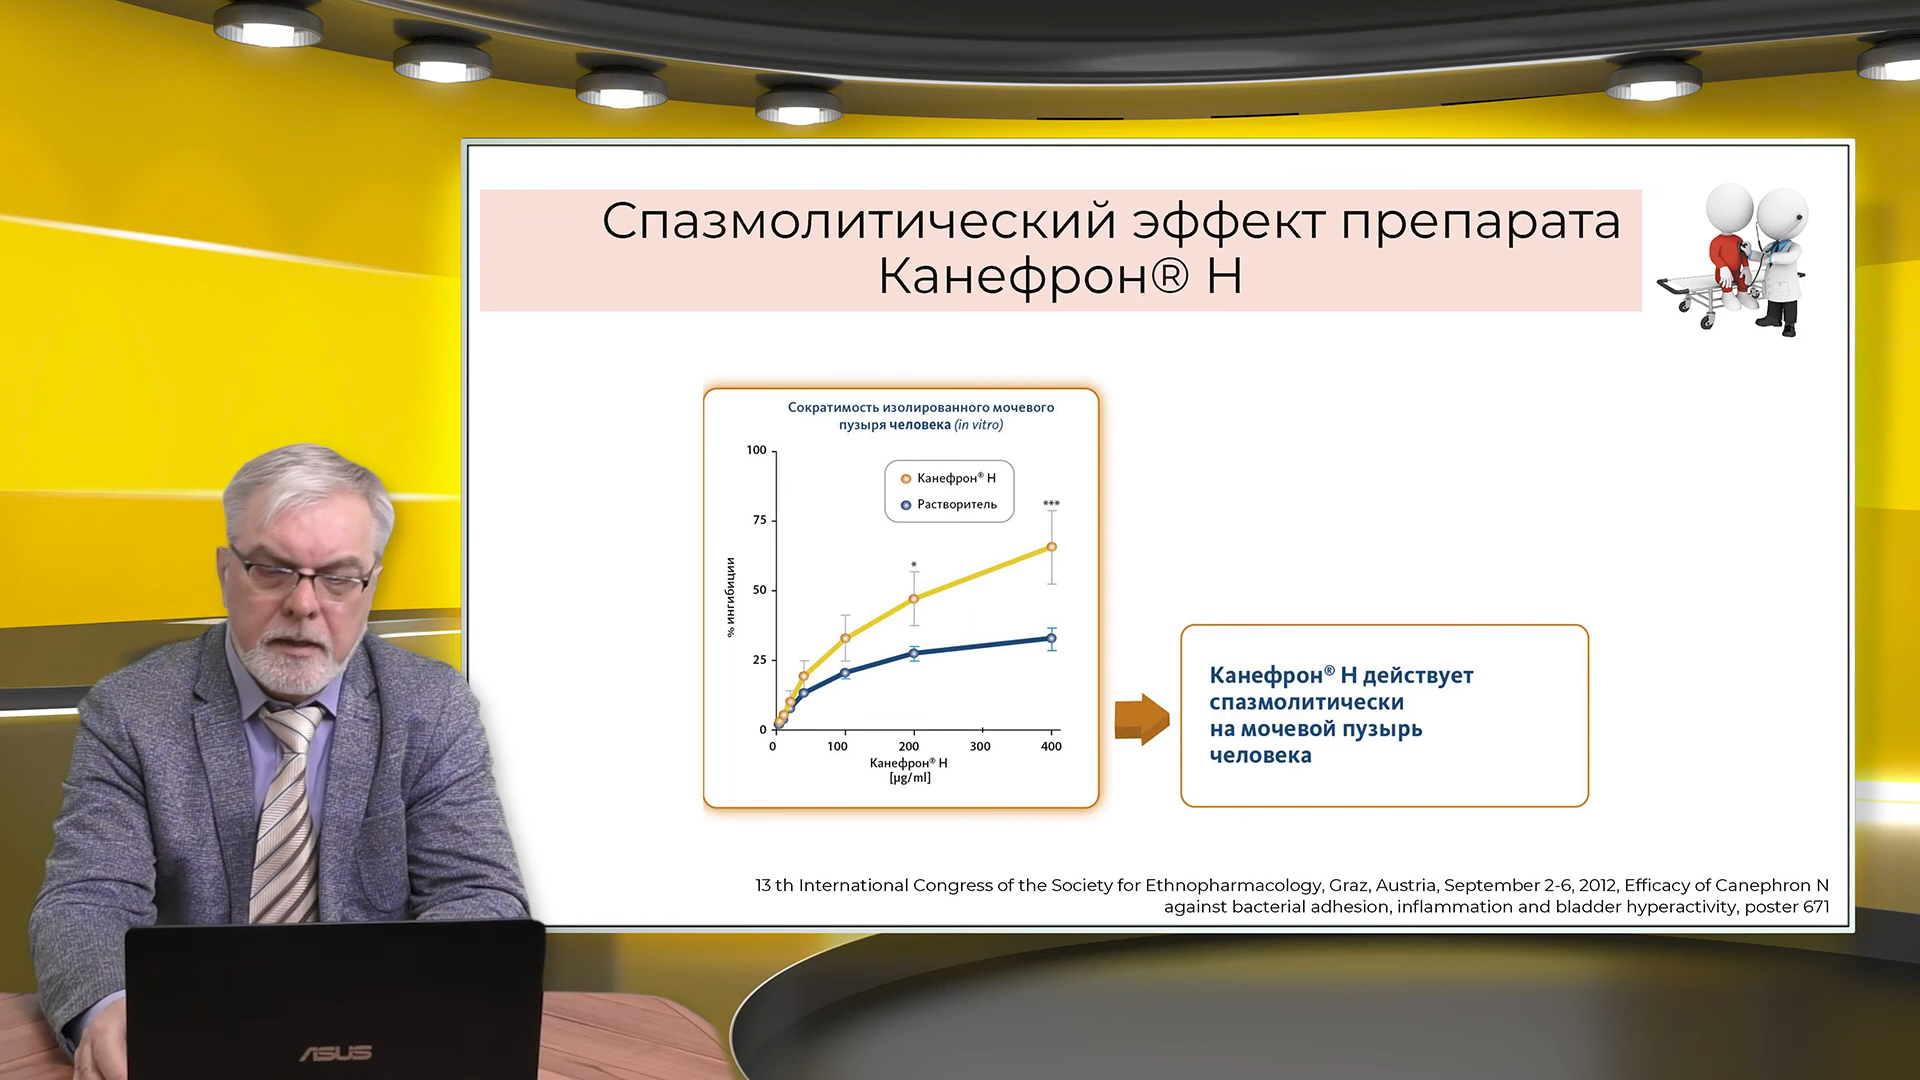 Спазмолитический эффект препарата
Канефрон® Н
Сократимость изолированного мочевого
пузыря человека (in vitro)
100
75
50
25
0
% ингибиции
Канефрон® Н
Растворитель
*
***
0 100 200 300 400
Канефрон® Н
[µg/ml]
Канефрон® Н действует
спазмолитически
на мочевой пузырь
человека
13 th International Congress of the Society for Ethnopharmacology, Graz, Austria, September 2-6, 2012, Efficacy of Canephron N
against bacterial adhesion, inflammation and bladder hyperactivity, poster 671
ASUS